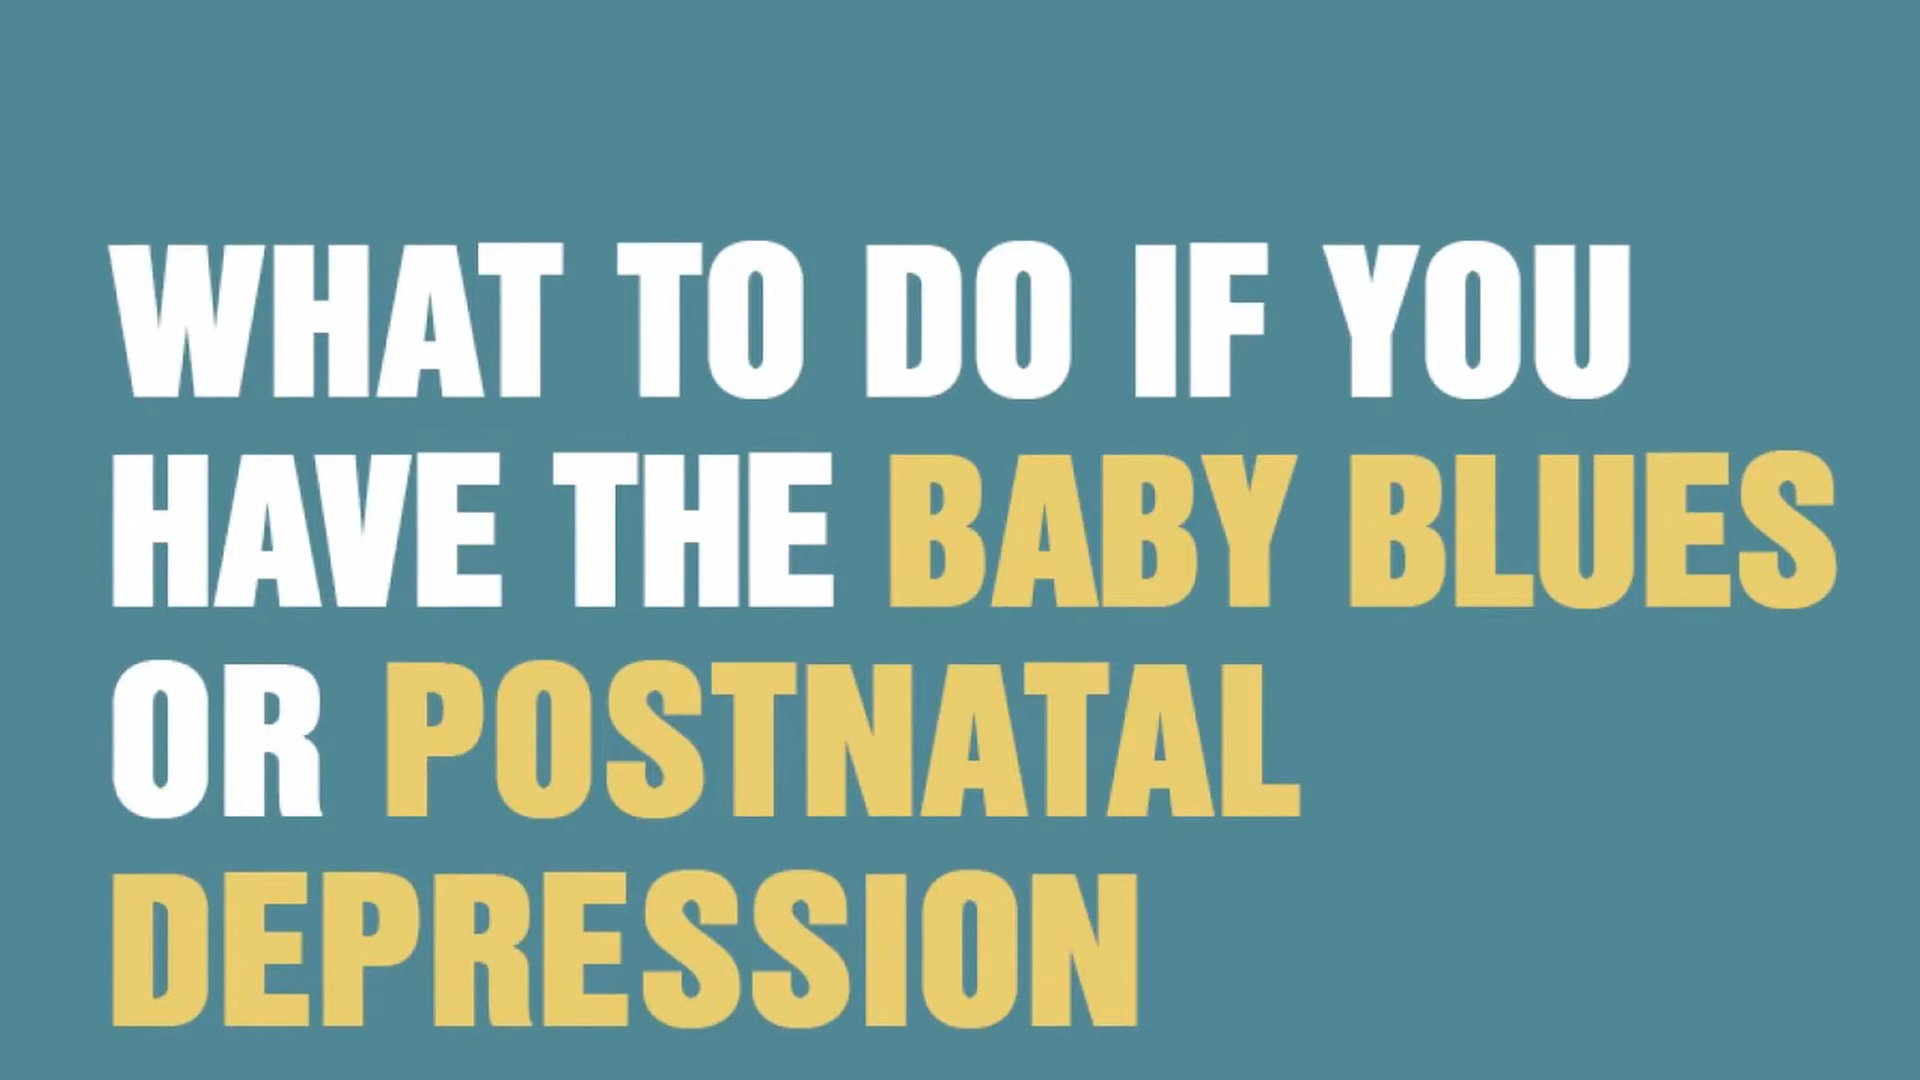 WHAT TO DO IF YOU
HAVE THE BABY BLUES
OR POSTNATAL
DEPRESSION